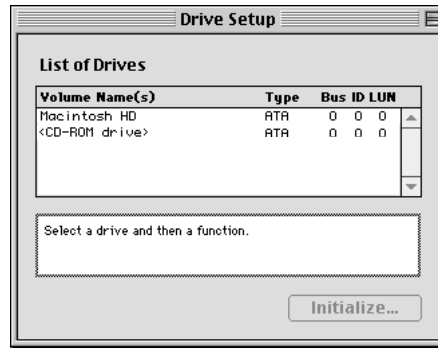 Drive Setup
List of Drives
Volume Name(s) Type Bus ID LUN
Macintosh HD ATA 0 0 0
<CD-ROM drive> ATA 0 0 0
Select a drive and then a function.
Initialize...